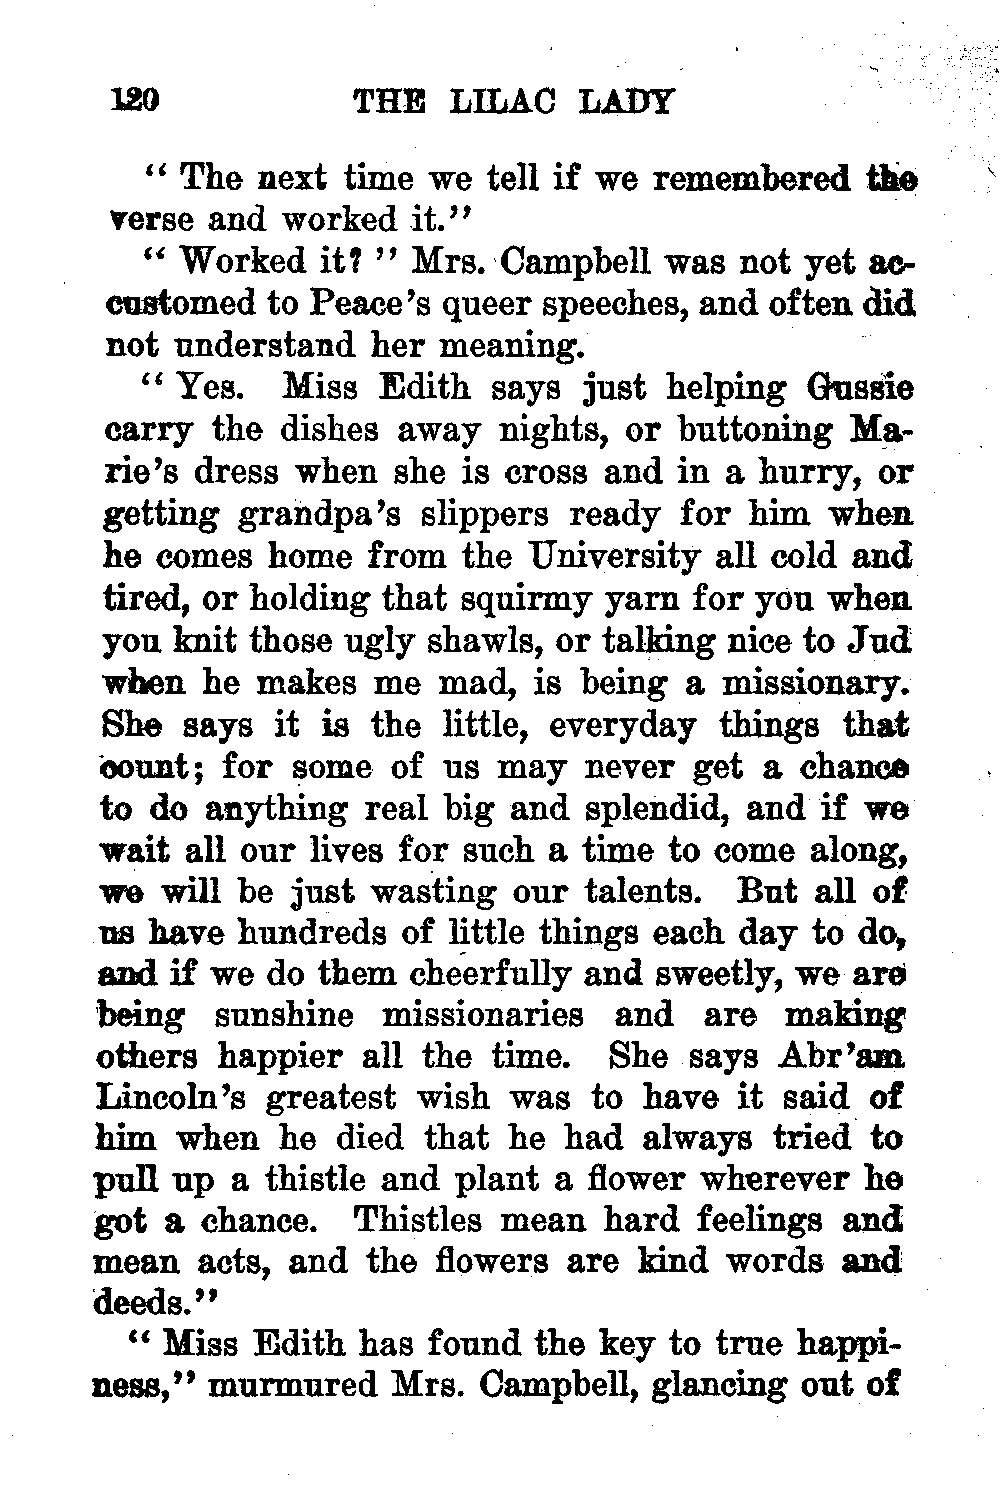 120 THE LILAC LADY
“ The next time we tell if we remembered the
verse and worked it.”
“ Worked it? ” Mrs. Campbell was not yet ac-
customed to Peace’s queer speeches, and often did
not understand her meaning.
“ Yes. Miss Edith says just helping Gussie
carry the dishes away nights, or buttoning Ma-
rie’s dress when she is cross and in a hurry, or
getting grandpa’s slippers ready for him when
he comes home from the University all cold and
tired, or holding that squirmy yarn for you when
you knit those ugly shawls, or talking nice to Jud
when he makes me mad, is being a missionary.
She says it is the little, everyday things that
count; for some of us may never get a chance
to do anything real big and splendid, and if we
wait all our lives for such a time to come along,
we will be just wasting our talents. But all of
us have hundreds of little things each day to do,
and if we do them cheerfully and sweetly, we are
being sunshine missionaries and are making
others happier all the time. She says Abr’am
Lincoln’s greatest wish was to have it said of
him when he died that he had always tried to
pull up a thistle and plant a flower wherever he
got a chance. Thistles mean hard feelings and
mean acts, and the flowers are kind words and
deeds.”
“ Miss Edith has found the key to true happi-
ness,” murmured Mrs. Campbell, glancing out of